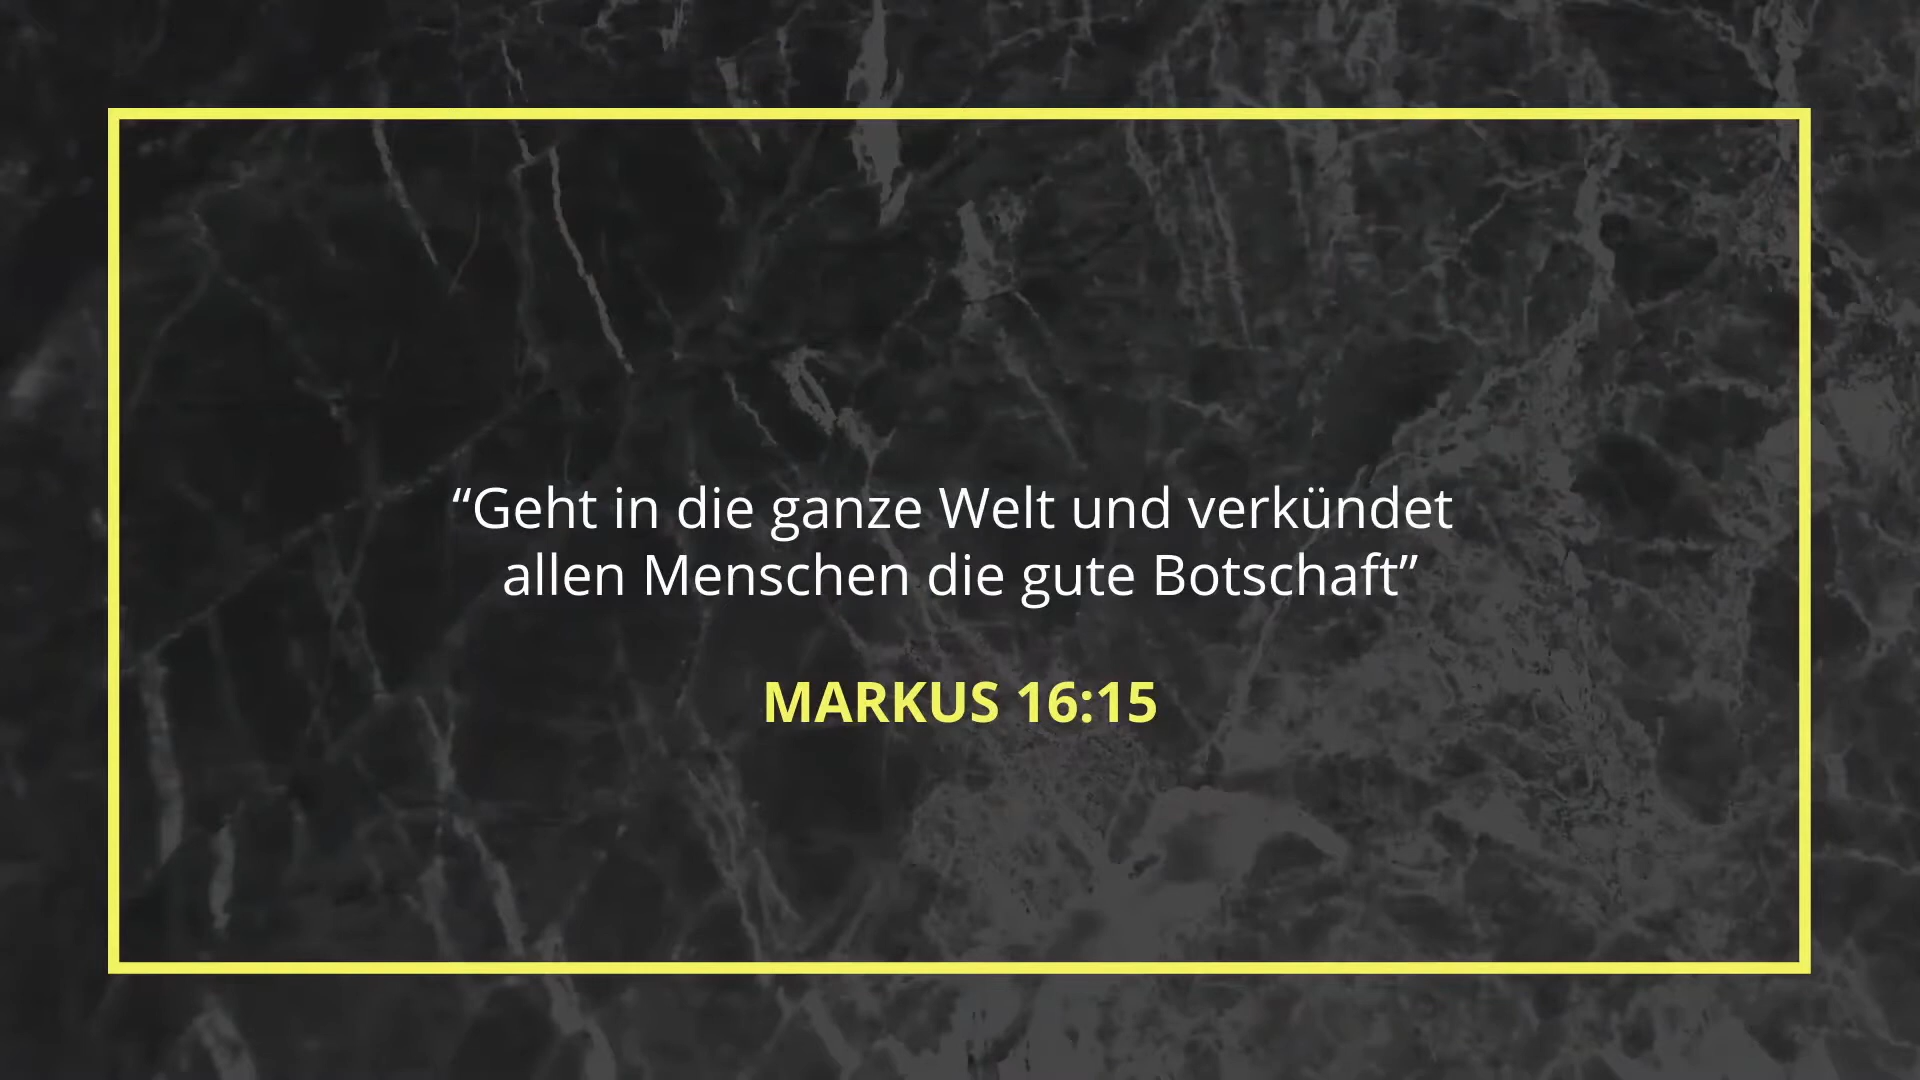 “Geht in die ganze Welt und verkündet
allen Menschen die gute Botschaft”
MARKUS 16:15